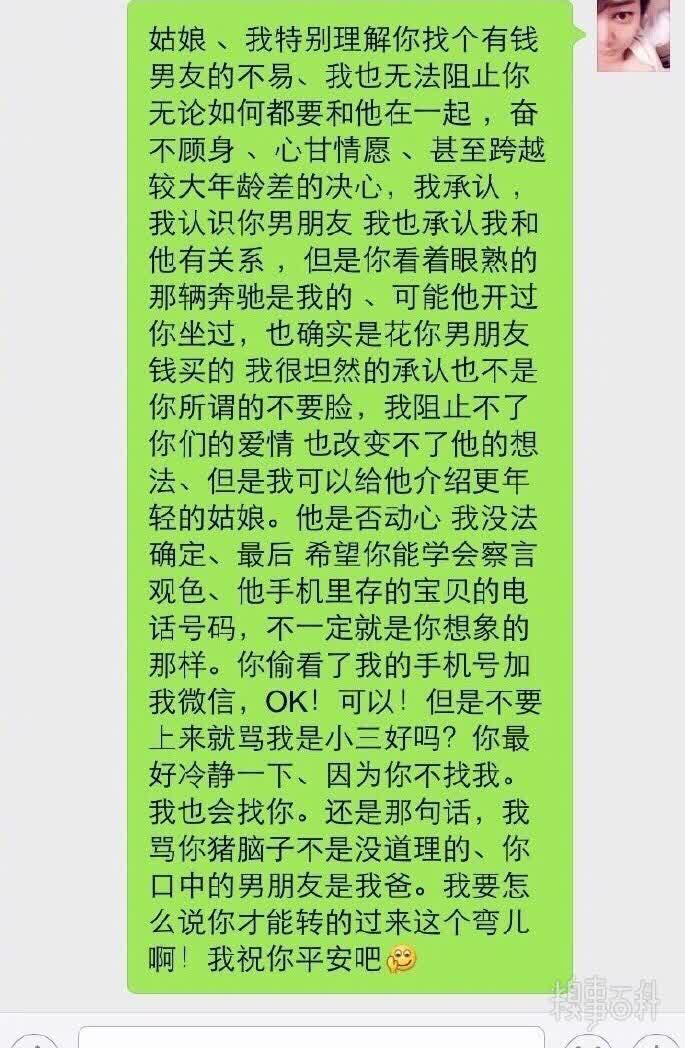 姑娘 、我特别理解你找个有钱
男友的不易、我也无法阻止你
无论如何都要和他在一起 ，奋
不顾身 、心甘情愿 、甚至跨越
较大年龄差的决心，我承认 ，
我认识你男朋友 我也承认我和
他有关系 ，但是你看着眼熟的
那辆奔驰是我的 、可能他开过
你坐过，也确实是花你男朋友
钱买的 我很坦然的承认也不是
你所谓的不要脸，我阻止不了
你们的爱情 也改变不了他的想
法、但是我可以给他介绍更年
轻的姑娘。他是否动心 我没法
确定、最后 希望你能学会察言
观色、他手机里存的宝贝的电
话号码，不一定就是你想象的
那样。你偷看了我的手机号加
我微信，OK！可以！但是不要
上来就骂我是小三好吗？你最
好冷静一下、因为你不找我。
我也会找你。还是那句话，我
骂你猪脑子不是没道理的、你
口中的男朋友是我爸。我要怎
么说你才能转的过来这个弯儿
啊！我祝你平安吧
糗事百科